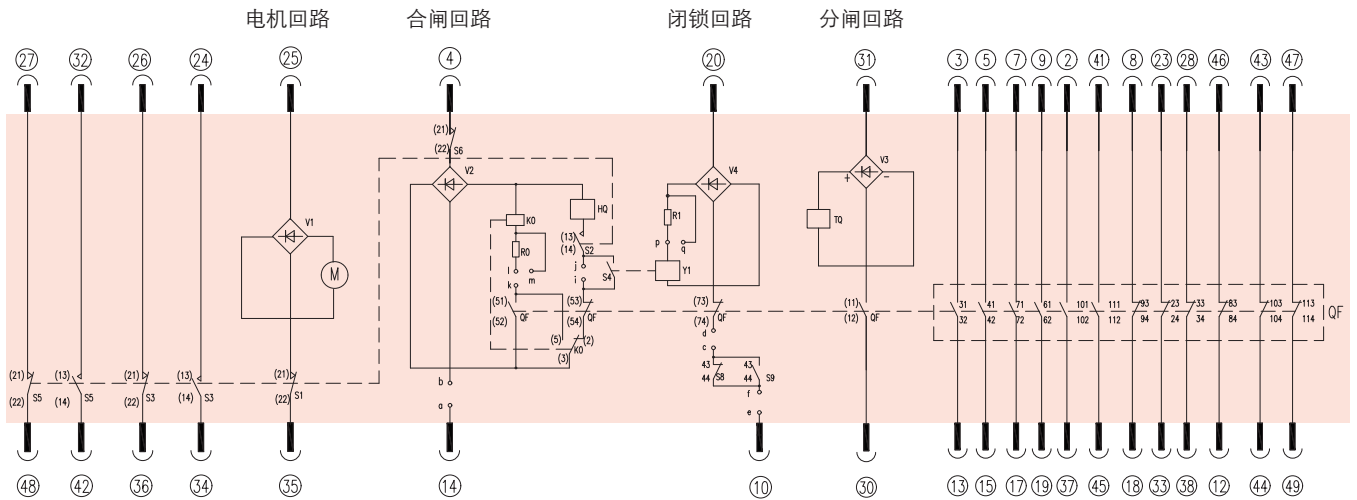 电机回路 合闸回路 闭锁回路 分闸回路
27 32 26 24 25 4 20 31 3 5 7 9 2 41 8 23 28 46 43 47
(21)
(22) S6
V2 V4 V3
+ -
K0 HQ R1 TQ
V1
(13)
(14) S2
R0 p q
M l m j i S4 Y1
k
(51) (53) (73) (11) 31 41 71 61 101 111 93 23 33 83 103 113
(52) QF (54) QF (74) (12) QF 32 42 72 62 102 112 94 24 34 84 104 114 QF
d
(5) (2)
K0
(3)
c
43 43
44 S8 44 S9
(21) (13) (21) (13) (21)
(22) S5 (14) S5 (22) S3 (14) S3 (22) S1
b
f
a
e
48 42 36 34 35 14 10 30 13 15 17 19 37 45 18 33 38 12 44 49